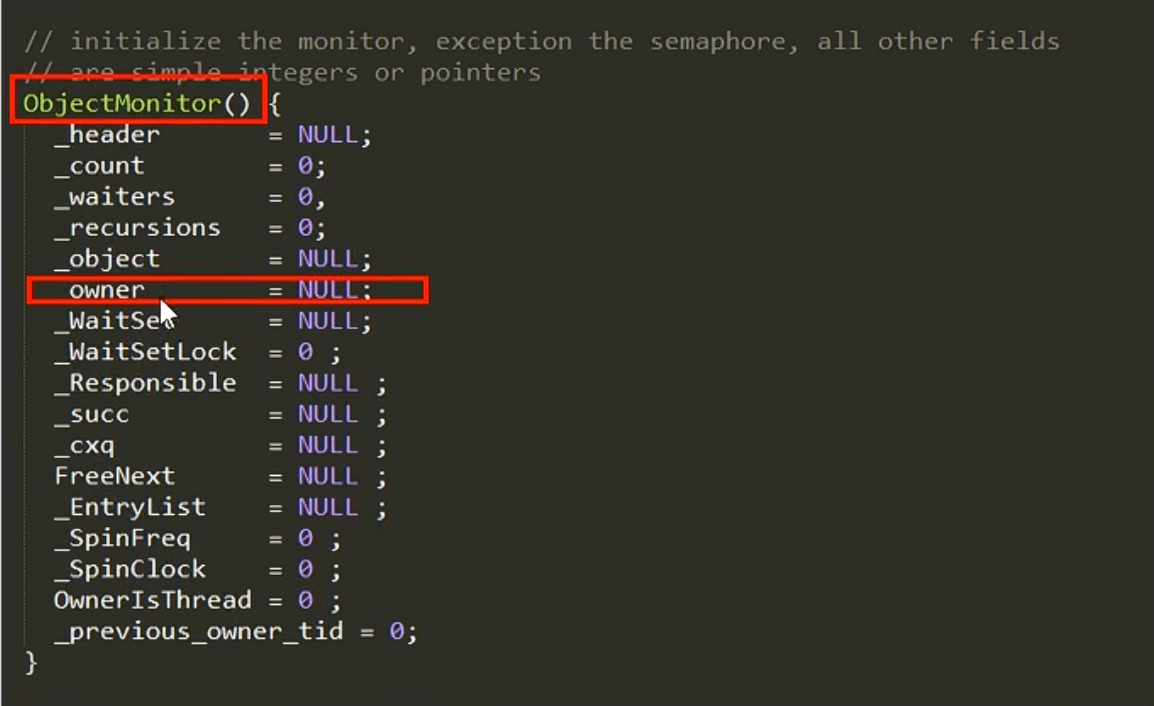 // initialize the monitor, exception the semaphore, all other fields
// are simple integers or pointers
ObjectMonitor() {
_header = NULL;
_count = 0;
_waiters = 0,
_recursions = 0;
_object = NULL;
_owner = NULL;
_WaitSet = NULL;
_WaitSetLock = 0 ;
_Responsible = NULL ;
_succ = NULL ;
_cxq = NULL ;
FreeNext = NULL ;
_EntryList = NULL ;
_SpinFreq = 0 ;
_SpinClock = 0 ;
OwnerIsThread = 0 ;
_previous_owner_tid = 0;
}